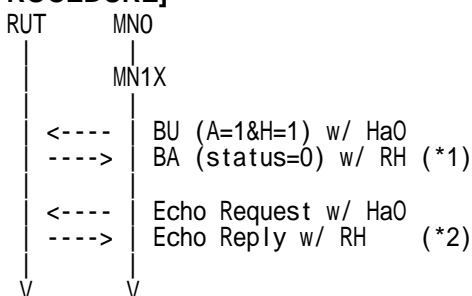 ROCEDURE]
RUT MN0
| |
| MN1X
| |
| <---- | BU (A=1&H=1) w/ HaO
| ----> | BA (status=0) w/ RH (*1)
| |
| <---- | Echo Request w/ HaO
| ----> | Echo Reply w/ RH (*2)
| |
V V